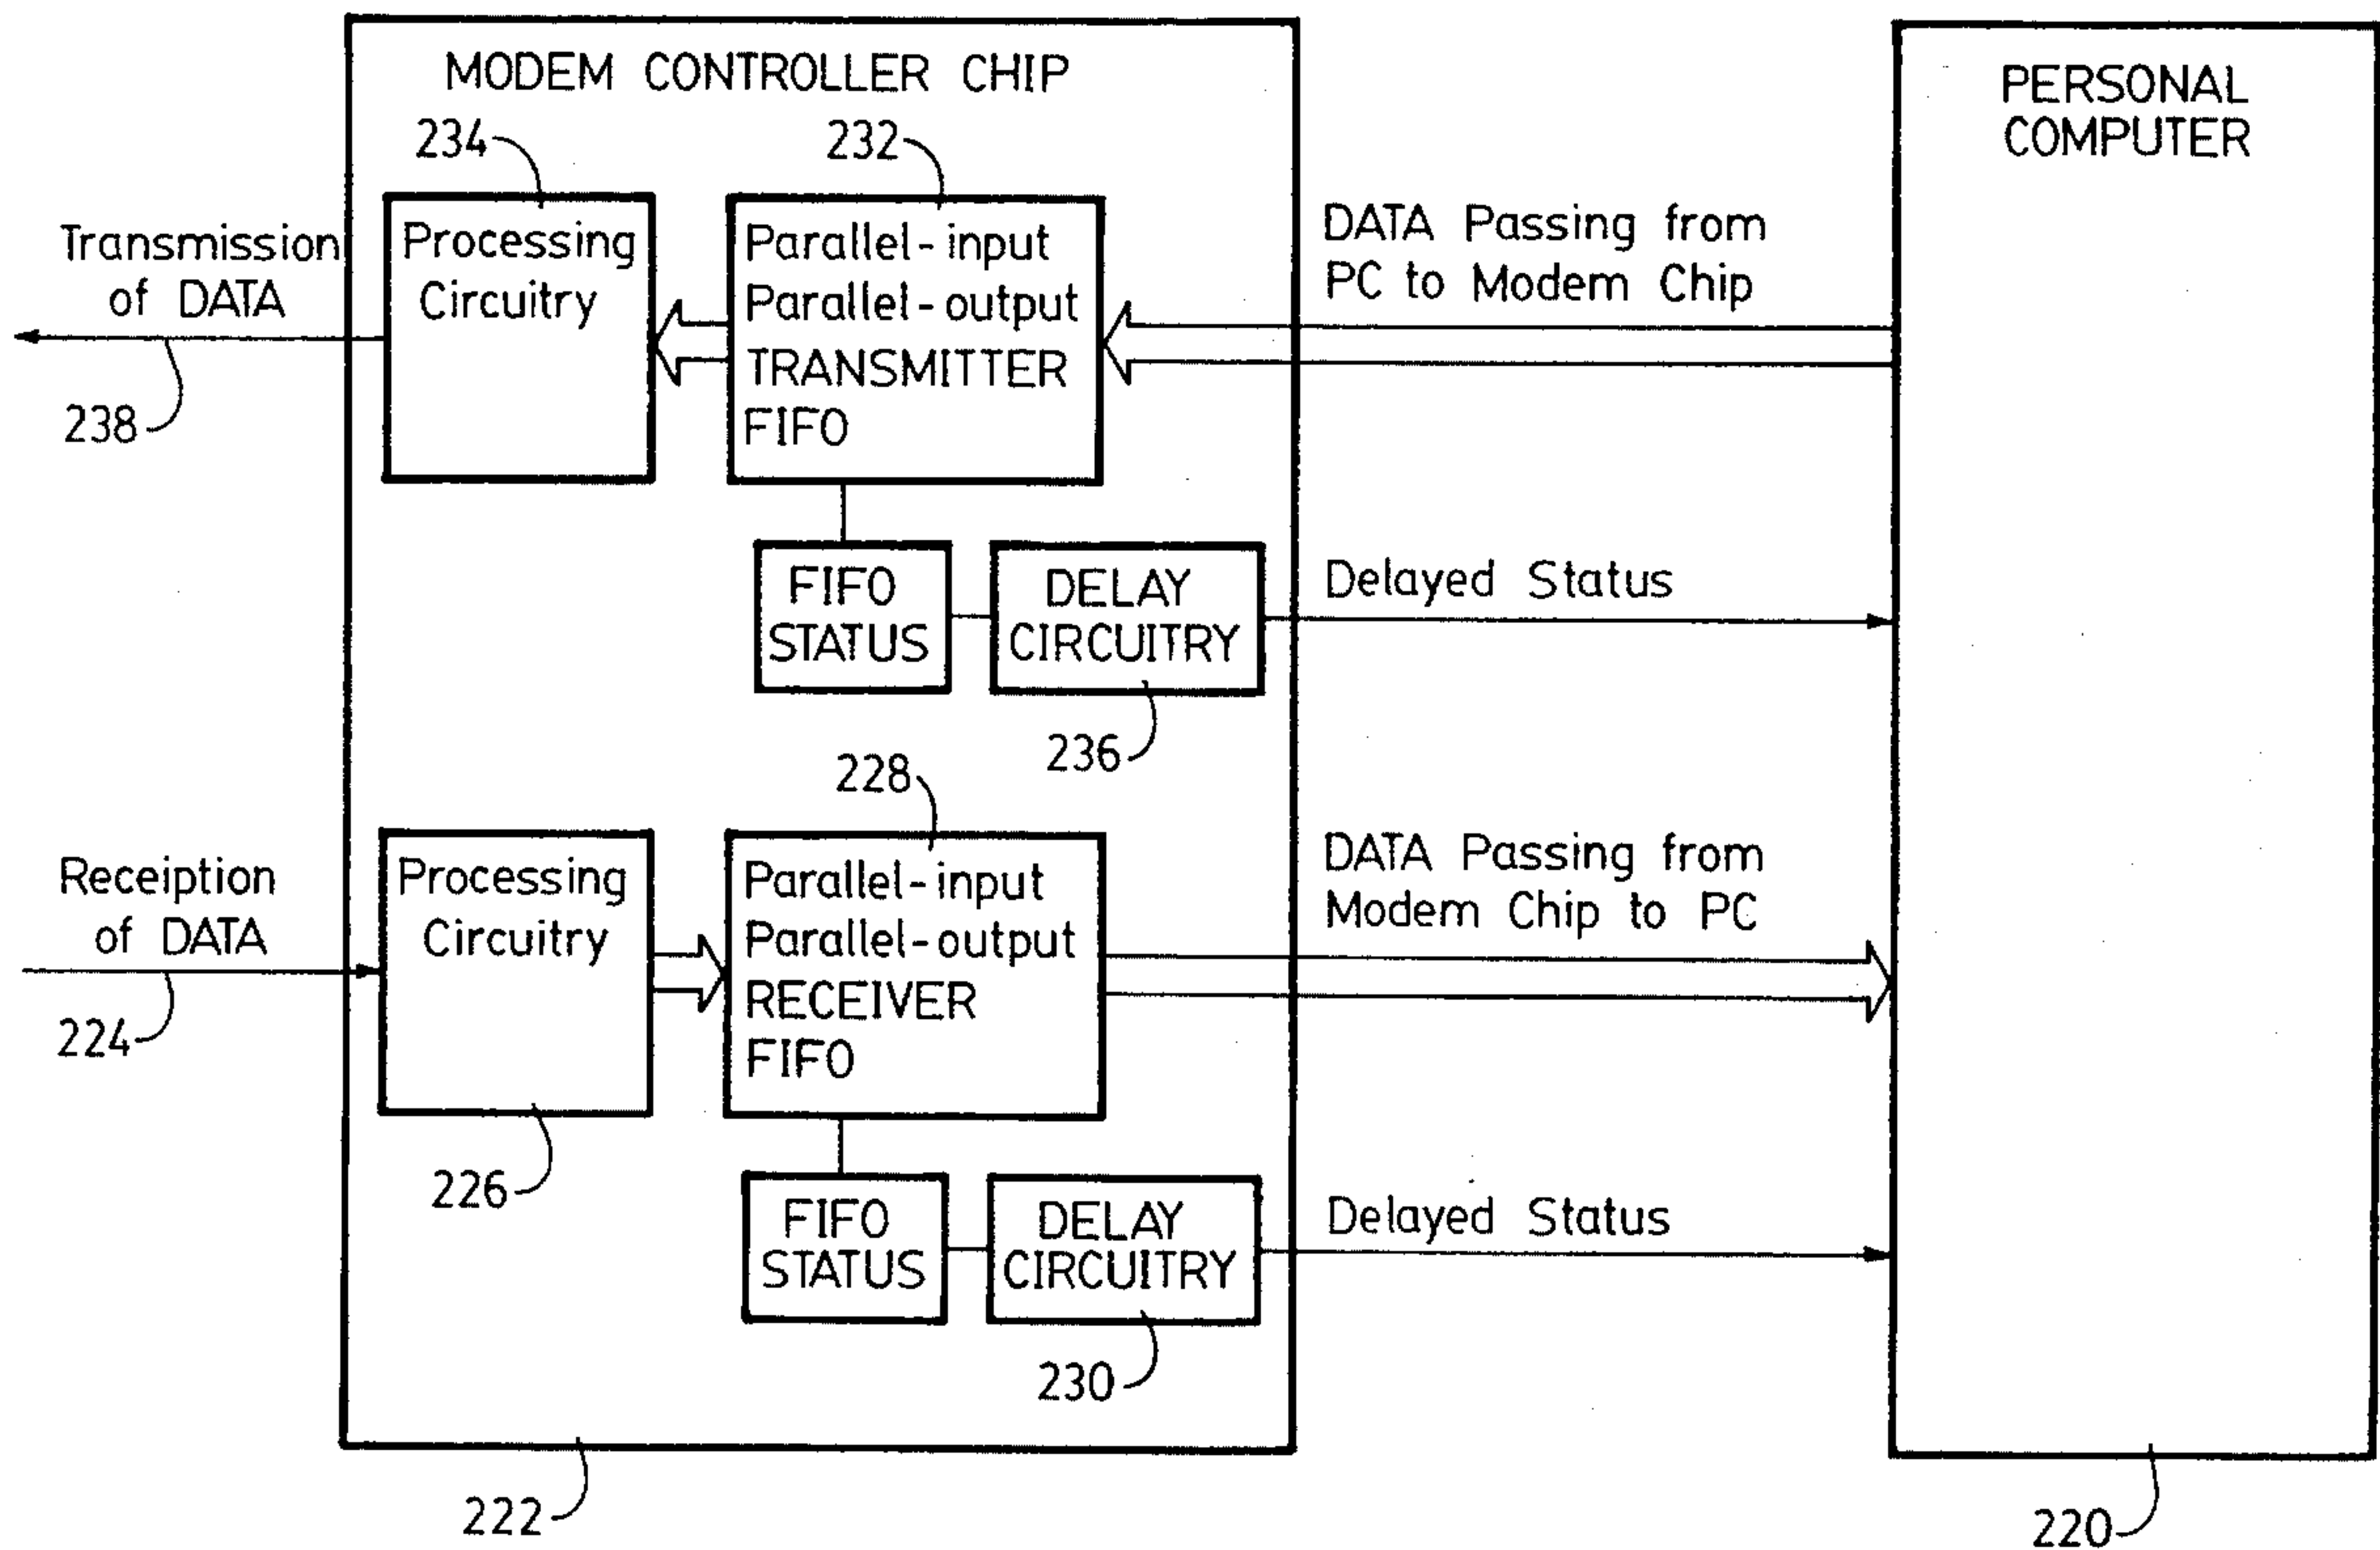 MODEM CONTROLLER CHIP
PERSONAL
COMPUTER
234
232
Transmission
of DATA
238
Processing
Circuitry
Parallel-input
Parallel-output
TRANSMITTER
FIFO
DATA Passing from
PC to Modem Chip
FIFO
STATUS
DELAY
CIRCUITRY
Delayed Status
236
228
Receiption
of DATA
224
Processing
Circuitry
226
Parallel-input
Parallel-output
RECEIVER
FIFO
DATA Passing from
Modem Chip to PC
FIFO
STATUS
DELAY
CIRCUITRY
Delayed Status
230
222
220